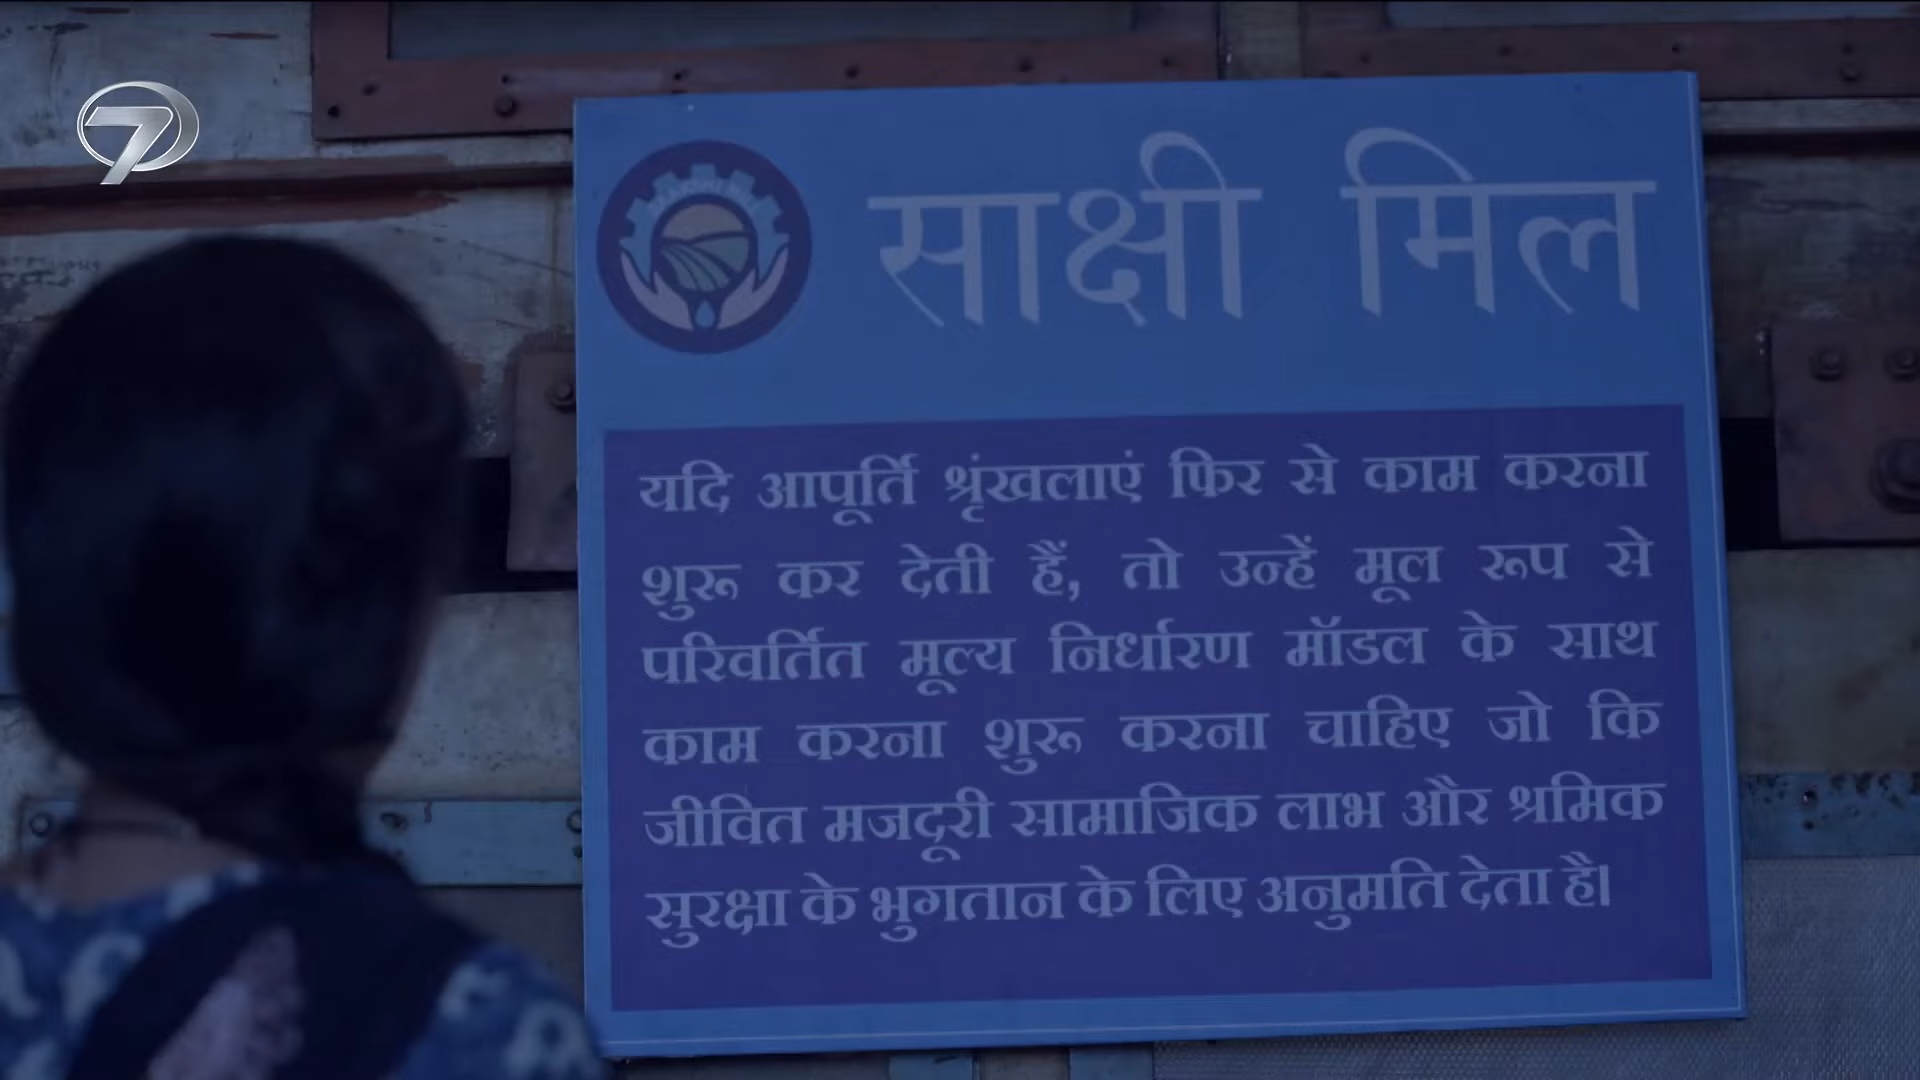 7
साक्षी मिल
यदि आपूर्ति श्रृंखलाएं फिर से काम करना
शुरू कर देती हैं, तो उन्हें मूल रूप से
परिवर्तित मूल्य निर्धारण मॉडल के साथ
काम करना शुरू करना चाहिए जो कि
जीवित मजदूरी सामाजिक लाभ और श्रमिक
सुरक्षा के भुगतान के लिए अनुमति देता है।